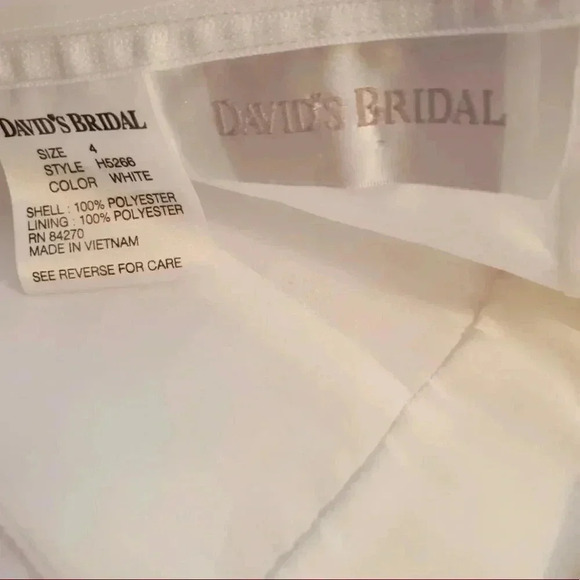 DAVID'S BRIDAL
SIZE 4
STYLE H5266
COLOR WHITE
SHELL : 100% POLYESTER
LINING : 100% POLYESTER
RN 84270
MADE IN VIETNAM
SEE REVERSE FOR CARE
DAVID'S BRIDAL